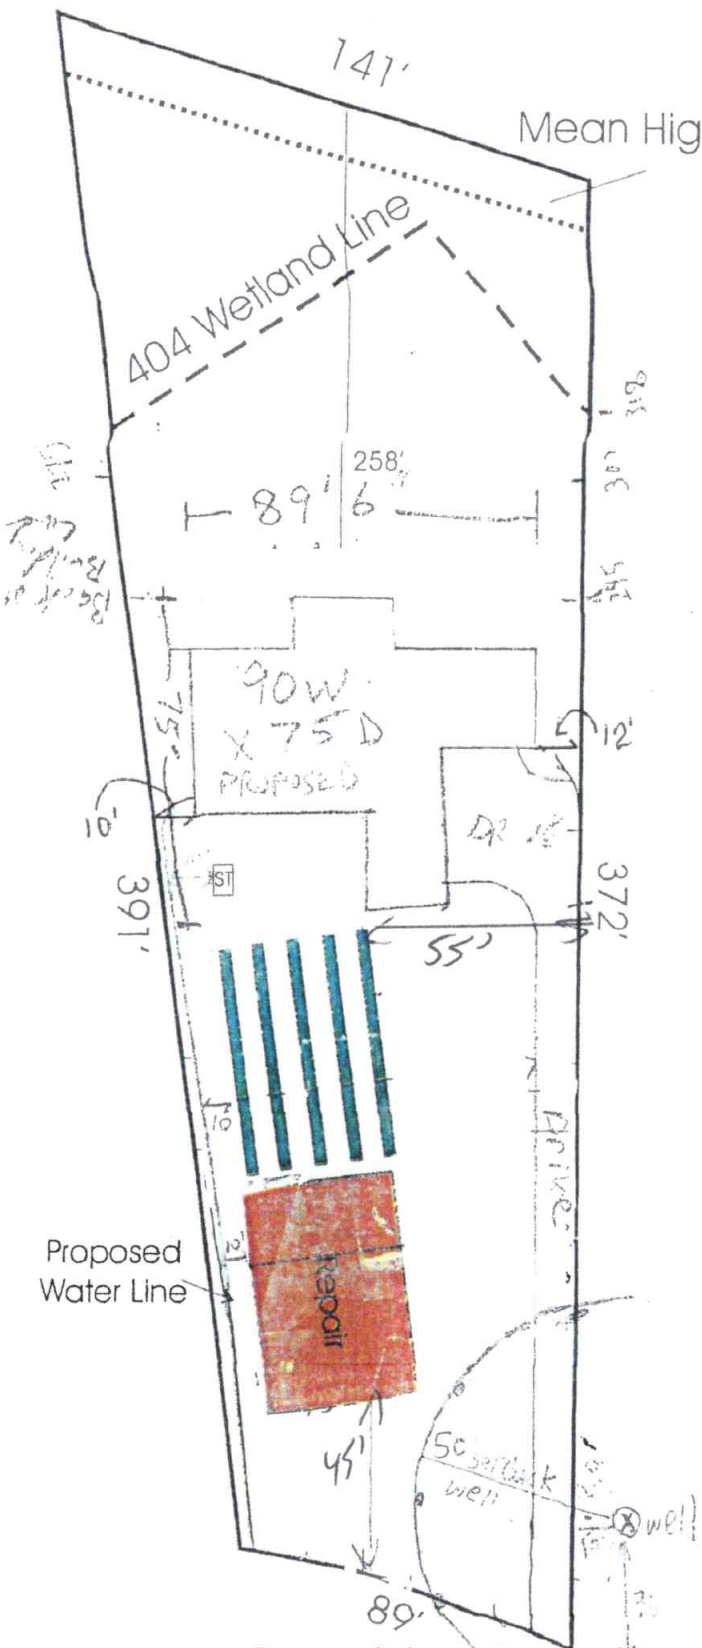 141'
Mean Hig
404 Wetland Line
258'
89' 6"
90W
X 75 D
PROPOSED
75'
12'
10'
ST
391'
372'
55'
10
Drive
Proposed
Water Line
Repair
45'
50' setback
well
well
89'